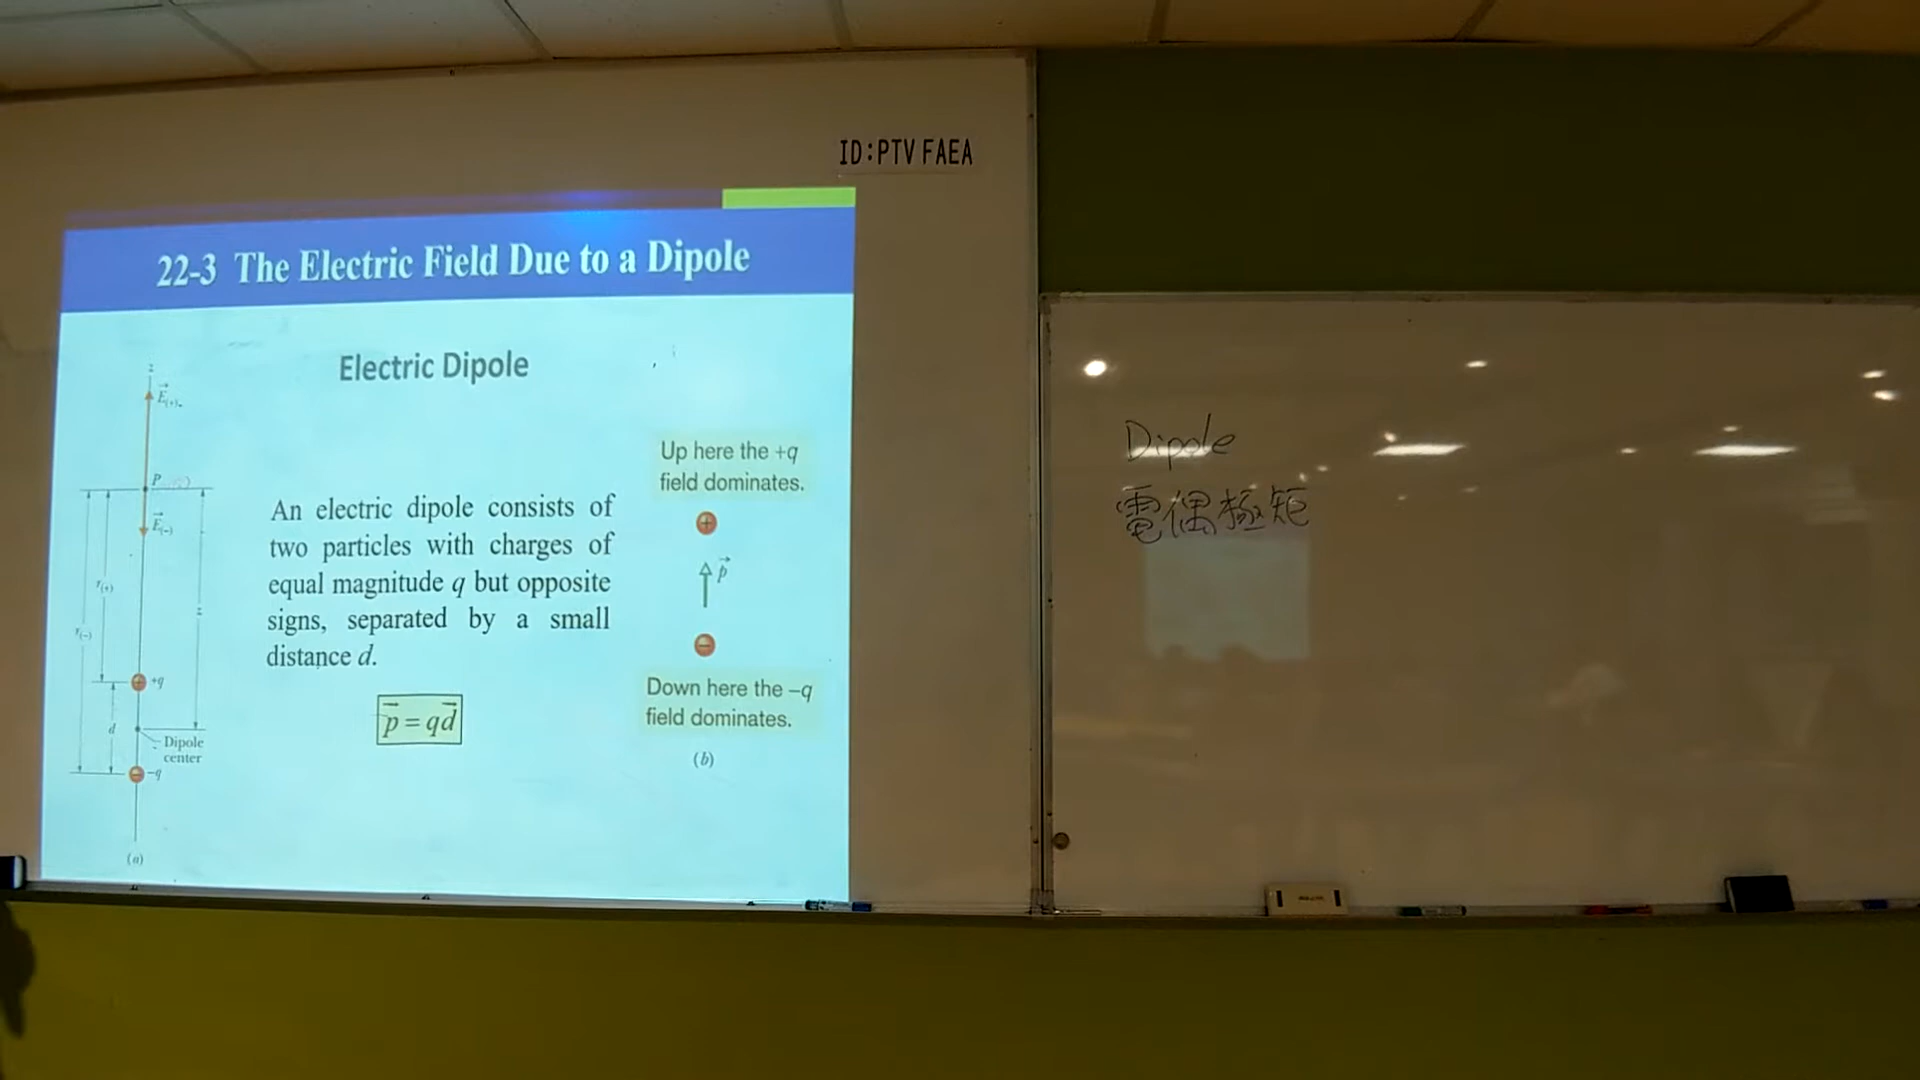 ID:PTV FAEA
22-3 The Electric Field Due to a Dipole
Electric Dipole
z
E(+)
P
E(−)
r(+)
r(−)
z
+q
d
Dipole
center
−q
(a)
An electric dipole consists of
two particles with charges of
equal magnitude q but opposite
signs, separated by a small
distance d.
p = qd
Up here the +q
field dominates.
+
p
−
Down here the −q
field dominates.
(b)
Dipole
電偶極矩